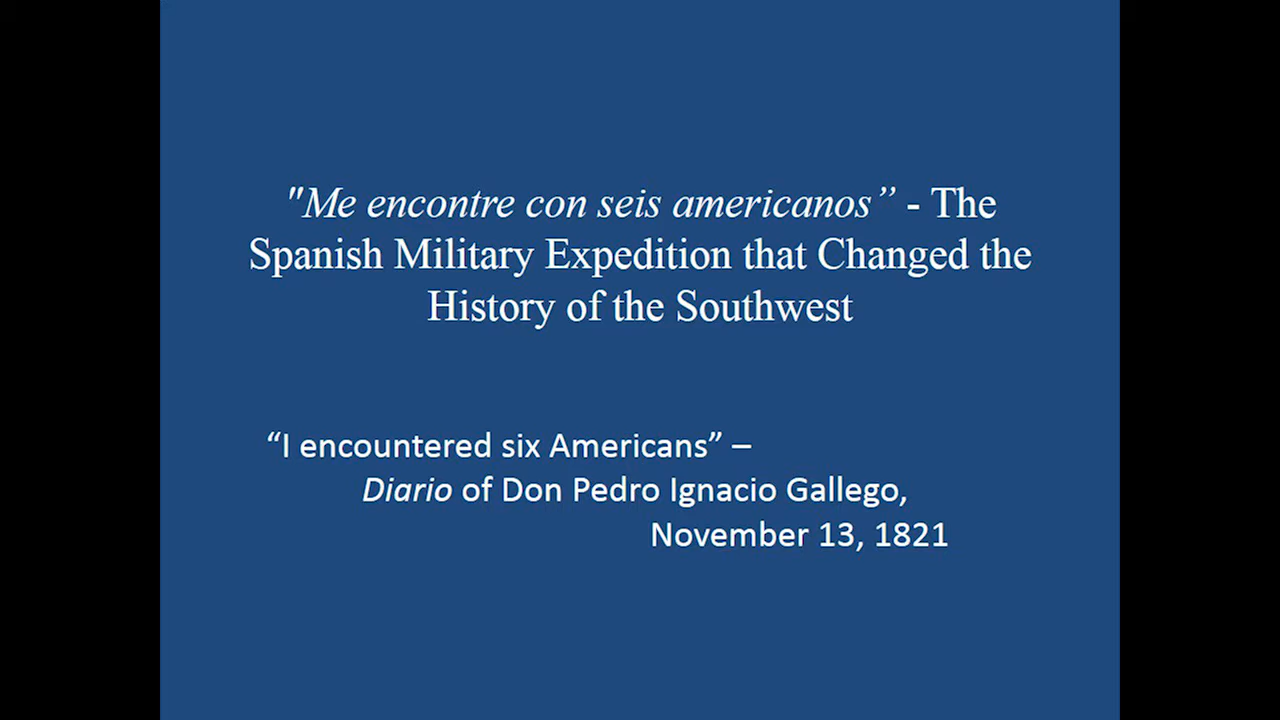 "Me encontre con seis americanos” - The
Spanish Military Expedition that Changed the
History of the Southwest
“I encountered six Americans” –
Diario of Don Pedro Ignacio Gallego,
November 13, 1821